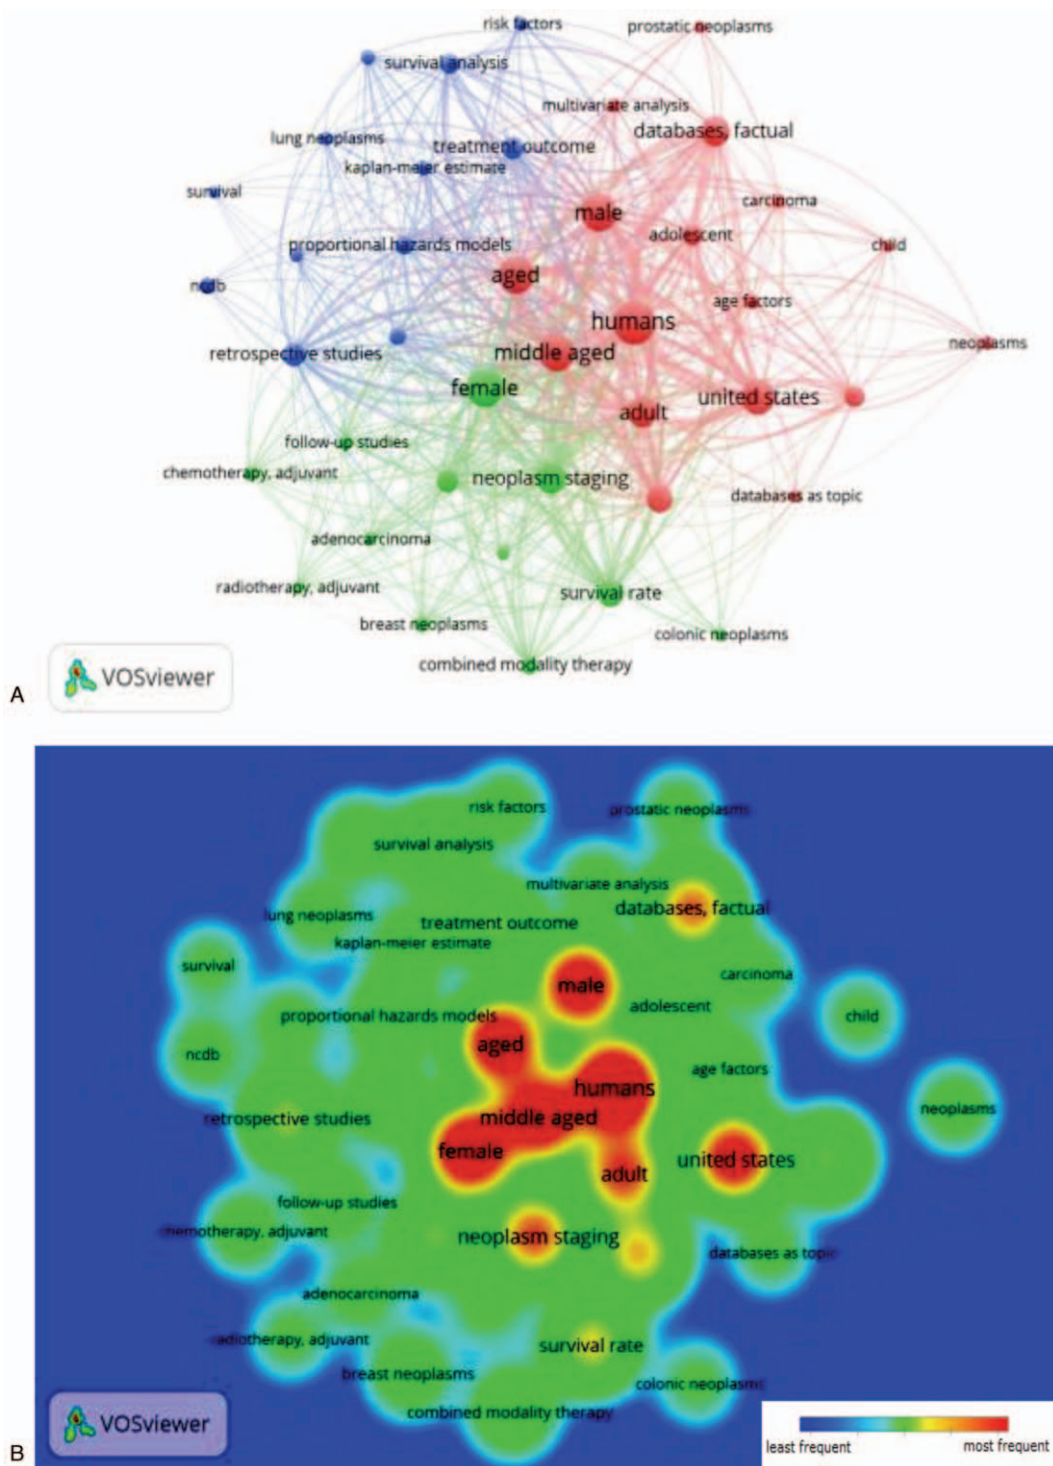 risk factors
prostatic neoplasms
survival analysis
multivariate analysis
databases, factual
lung neoplasms
treatment outcome
kaplan-meier estimate
survival
male
carcinoma
adolescent
proportional hazards models
child
aged
ncdb
age factors
humans
neoplasms
retrospective studies
middle aged
female
united states
adult
follow-up studies
chemotherapy, adjuvant
neoplasm staging
databases as topic
adenocarcinoma
radiotherapy, adjuvant
survival rate
breast neoplasms
colonic neoplasms
combined modality therapy
VOSviewer
A
risk factors
prostatic neoplasms
survival analysis
multivariate analysis
databases, factual
lung neoplasms
treatment outcome
kaplan-meier estimate
survival
carcinoma
male
adolescent
proportional hazards models
child
aged
ncdb
age factors
humans
neoplasms
retrospective studies
middle aged
female
united states
adult
follow-up studies
chemotherapy, adjuvant
neoplasm staging
databases as topic
adenocarcinoma
radiotherapy, adjuvant
survival rate
breast neoplasms
colonic neoplasms
combined modality therapy
VOSviewer
B
least frequent
most frequent